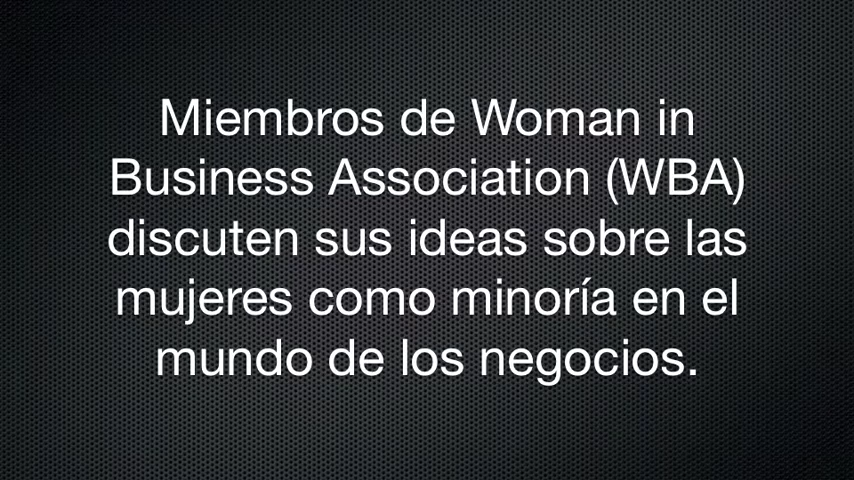 Miembros de Woman in
Business Association (WBA)
discuten sus ideas sobre las
mujeres como minoría en el
mundo de los negocios.